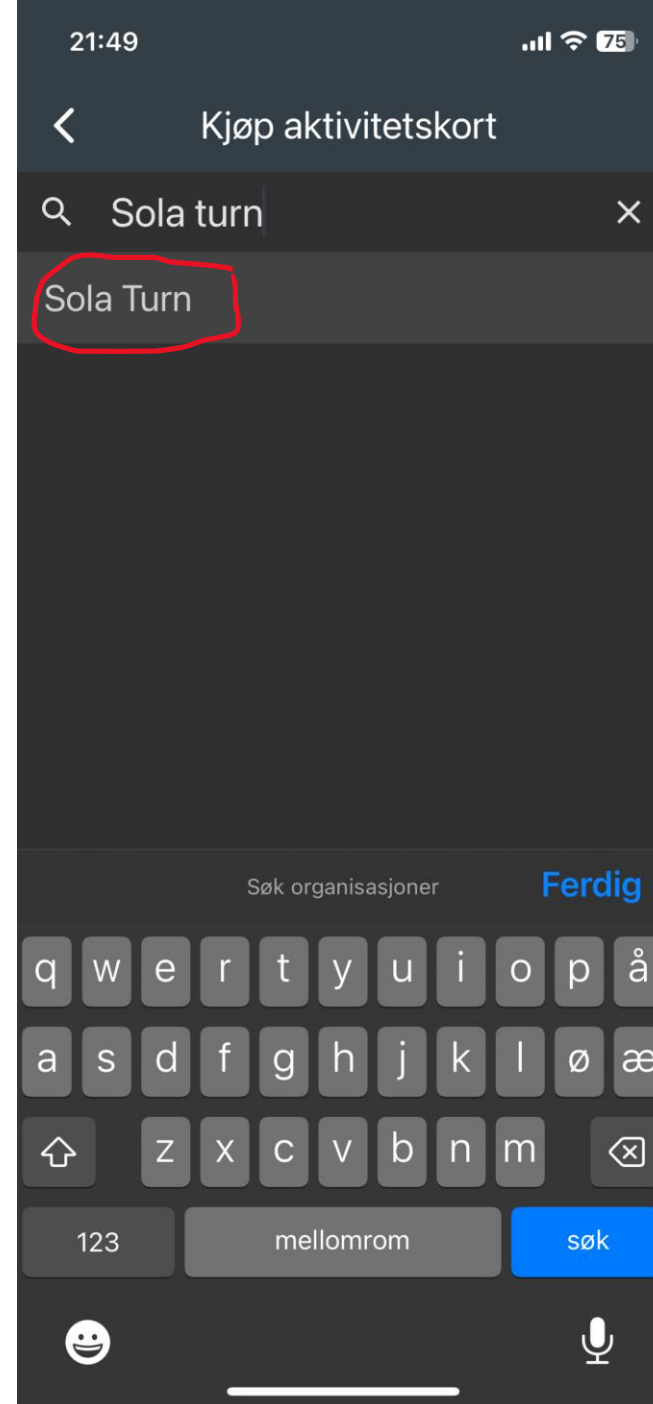 21:49
75
Kjøp aktivitetskort
Sola turn
Sola Turn
Søk organisasjoner
Ferdig
q w e r t y u i o p å
a s d f g h j k l ø æ
z x c v b n m
123
mellomrom
søk